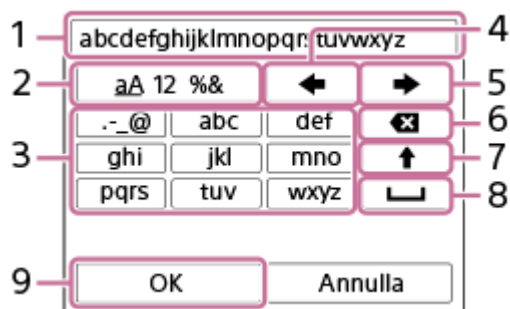 1 abcdefghijklmnopqrstuvwxyz 4
2 aA 12 %& 5
.-_@ abc def 6
3 ghi jkl mno 7
pqrs tuv wxyz 8
9 OK Annulla